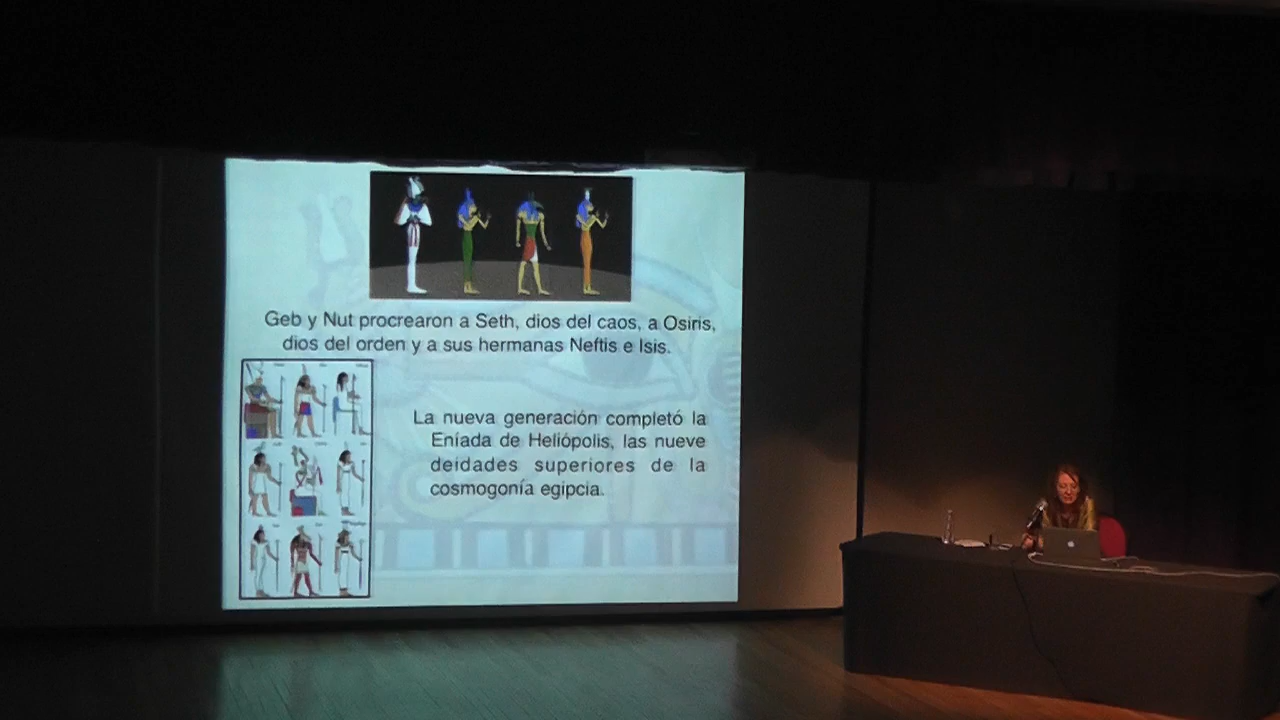 Geb y Nut procrearon a Seth, dios del caos, a Osiris,
dios del orden y a sus hermanas Neftis e Isis.
La nueva generación completó la
Eníada de Heliópolis, las nueve
deidades superiores de la
cosmogonía egipcia.